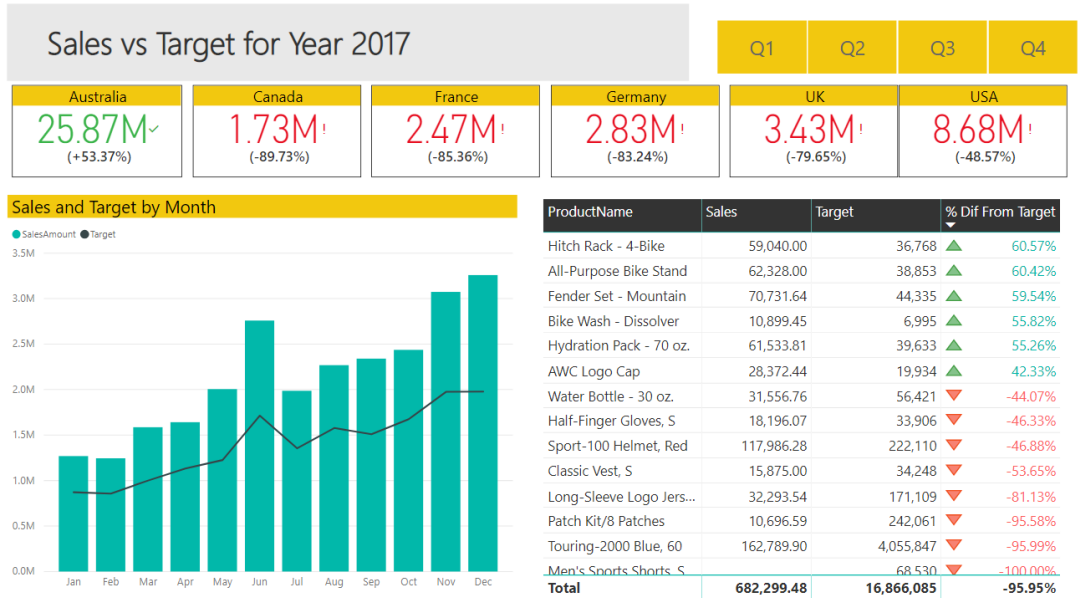 Sales vs Target for Year 2017
Q1 Q2 Q3 Q4
Australia Canada France Germany UK USA
25.87M✓ 1.73M! 2.47M! 2.83M! 3.43M! 8.68M!
(+53.37%) (-89.73%) (-85.36%) (-83.24%) (-79.65%) (-48.57%)
Sales and Target by Month
SalesAmount Target
3.5M
3.0M
2.5M
2.0M
1.5M
1.0M
0.5M
0.0M
Jan Feb Mar Apr May Jun Jul Aug Sep Oct Nov Dec
ProductName Sales Target % Dif From Target
Hitch Rack - 4-Bike 59,040.00 36,768 60.57%
All-Purpose Bike Stand 62,328.00 38,853 60.42%
Fender Set - Mountain 70,731.64 44,335 59.54%
Bike Wash - Dissolver 10,899.45 6,995 55.82%
Hydration Pack - 70 oz. 61,533.81 39,633 55.26%
AWC Logo Cap 28,372.44 19,934 42.33%
Water Bottle - 30 oz. 31,556.76 56,421 -44.07%
Half-Finger Gloves, S 18,196.07 33,906 -46.33%
Sport-100 Helmet, Red 117,986.28 222,110 -46.88%
Classic Vest, S 15,875.00 34,248 -53.65%
Long-Sleeve Logo Jers... 32,293.54 171,109 -81.13%
Patch Kit/8 Patches 10,696.59 242,061 -95.58%
Touring-2000 Blue, 60 162,789.90 4,055,847 -95.99%
Men's Sports Shorts, S 68,530 -100.00%
Total 682,299.48 16,866,085 -95.95%